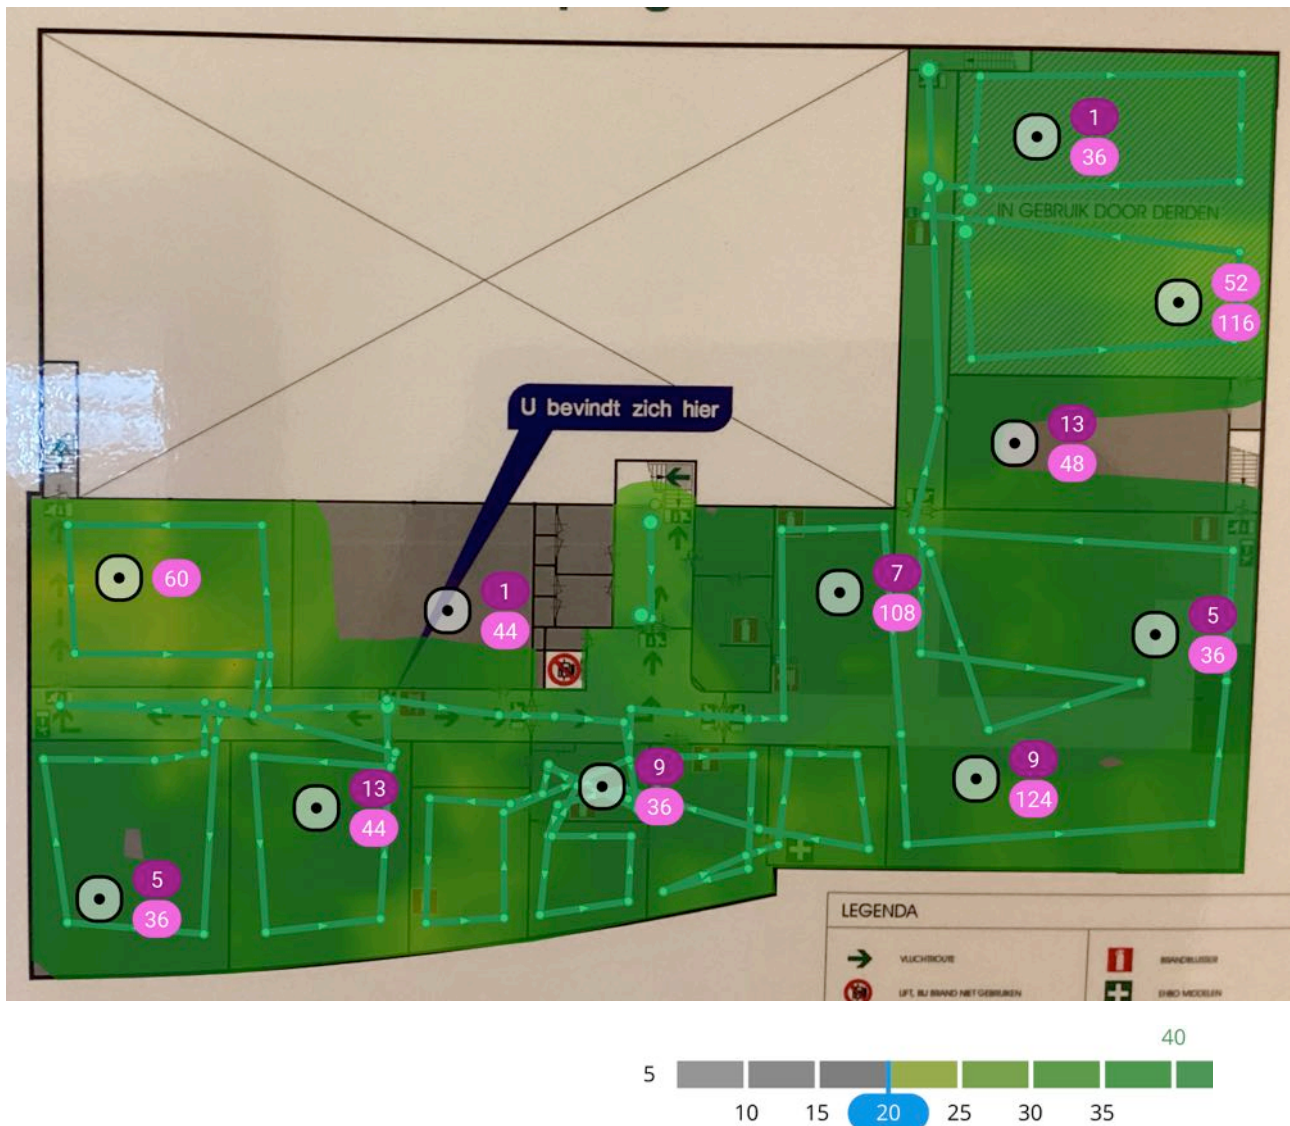 1
36
IN GEBRUIK DOOR DERDEN
52
116
U bevindt zich hier
13
48
60
1
44
7
108
5
36
9
36
9
124
13
44
5
36
LEGENDA
VLUCHTROUTE
BRANDBLUSSER
LIFT, BIJ BRAND NIET GEBRUIKEN
EHBO MIDDELEN
40
5
10 15 20 25 30 35